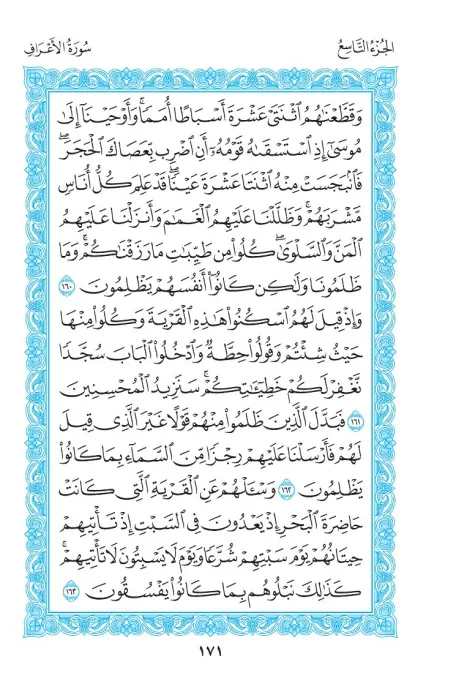 الجُزْءُ التَّاسِعُ
سُورَةُ الأَعْرَافِ
وَقَطَّعْنَٰهُمُ ٱثْنَتَىْ عَشْرَةَ أَسْبَاطًا أُمَمًا ۚ وَأَوْحَيْنَآ إِلَىٰ
مُوسَىٰٓ إِذِ ٱسْتَسْقَىٰهُ قَوْمُهُۥٓ أَنِ ٱضْرِب بِّعَصَاكَ ٱلْحَجَرَ ۖ
فَٱنۢبَجَسَتْ مِنْهُ ٱثْنَتَا عَشْرَةَ عَيْنًا ۖ قَدْ عَلِمَ كُلُّ أُنَاسٍ
مَّشْرَبَهُمْ ۚ وَظَلَّلْنَا عَلَيْهِمُ ٱلْغَمَٰمَ وَأَنزَلْنَا عَلَيْهِمُ
ٱلْمَنَّ وَٱلسَّلْوَىٰ ۖ كُلُوا۟ مِن طَيِّبَٰتِ مَا رَزَقْنَٰكُمْ ۚ وَمَا
ظَلَمُونَا وَلَٰكِن كَانُوٓا۟ أَنفُسَهُمْ يَظْلِمُونَ ١٦٠
وَإِذْ قِيلَ لَهُمُ ٱسْكُنُوا۟ هَٰذِهِ ٱلْقَرْيَةَ وَكُلُوا۟ مِنْهَا
حَيْثُ شِئْتُمْ وَقُولُوا۟ حِطَّةٌ وَٱدْخُلُوا۟ ٱلْبَابَ سُجَّدًا
نَّغْفِرْ لَكُمْ خَطِيٓـَٰٔتِكُمْ ۚ سَنَزِيدُ ٱلْمُحْسِنِينَ
١٦١ فَبَدَّلَ ٱلَّذِينَ ظَلَمُوا۟ مِنْهُمْ قَوْلًا غَيْرَ ٱلَّذِى قِيلَ
لَهُمْ فَأَرْسَلْنَا عَلَيْهِمْ رِجْزًا مِّنَ ٱلسَّمَآءِ بِمَا كَانُوا۟
يَظْلِمُونَ ١٦٢ وَسْـَٔلْهُمْ عَنِ ٱلْقَرْيَةِ ٱلَّتِى كَانَتْ
حَاضِرَةَ ٱلْبَحْرِ إِذْ يَعْدُونَ فِى ٱلسَّبْتِ إِذْ تَأْتِيهِمْ
حِيتَانُهُمْ يَوْمَ سَبْتِهِمْ شُرَّعًا وَيَوْمَ لَا يَسْبِتُونَ ۙ لَا تَأْتِيهِمْ ۚ
كَذَٰلِكَ نَبْلُوهُم بِمَا كَانُوا۟ يَفْسُقُونَ ١٦٣
١٧١